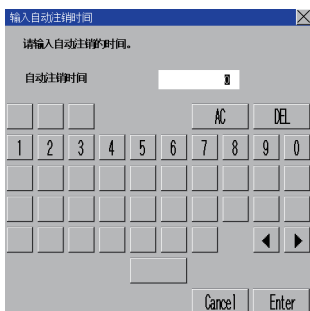 输入自动注销时间
请输入自动注销的时间。
自动注销时间 0
AC DEL
1 2 3 4 5 6 7 8 9 0
Cancel Enter